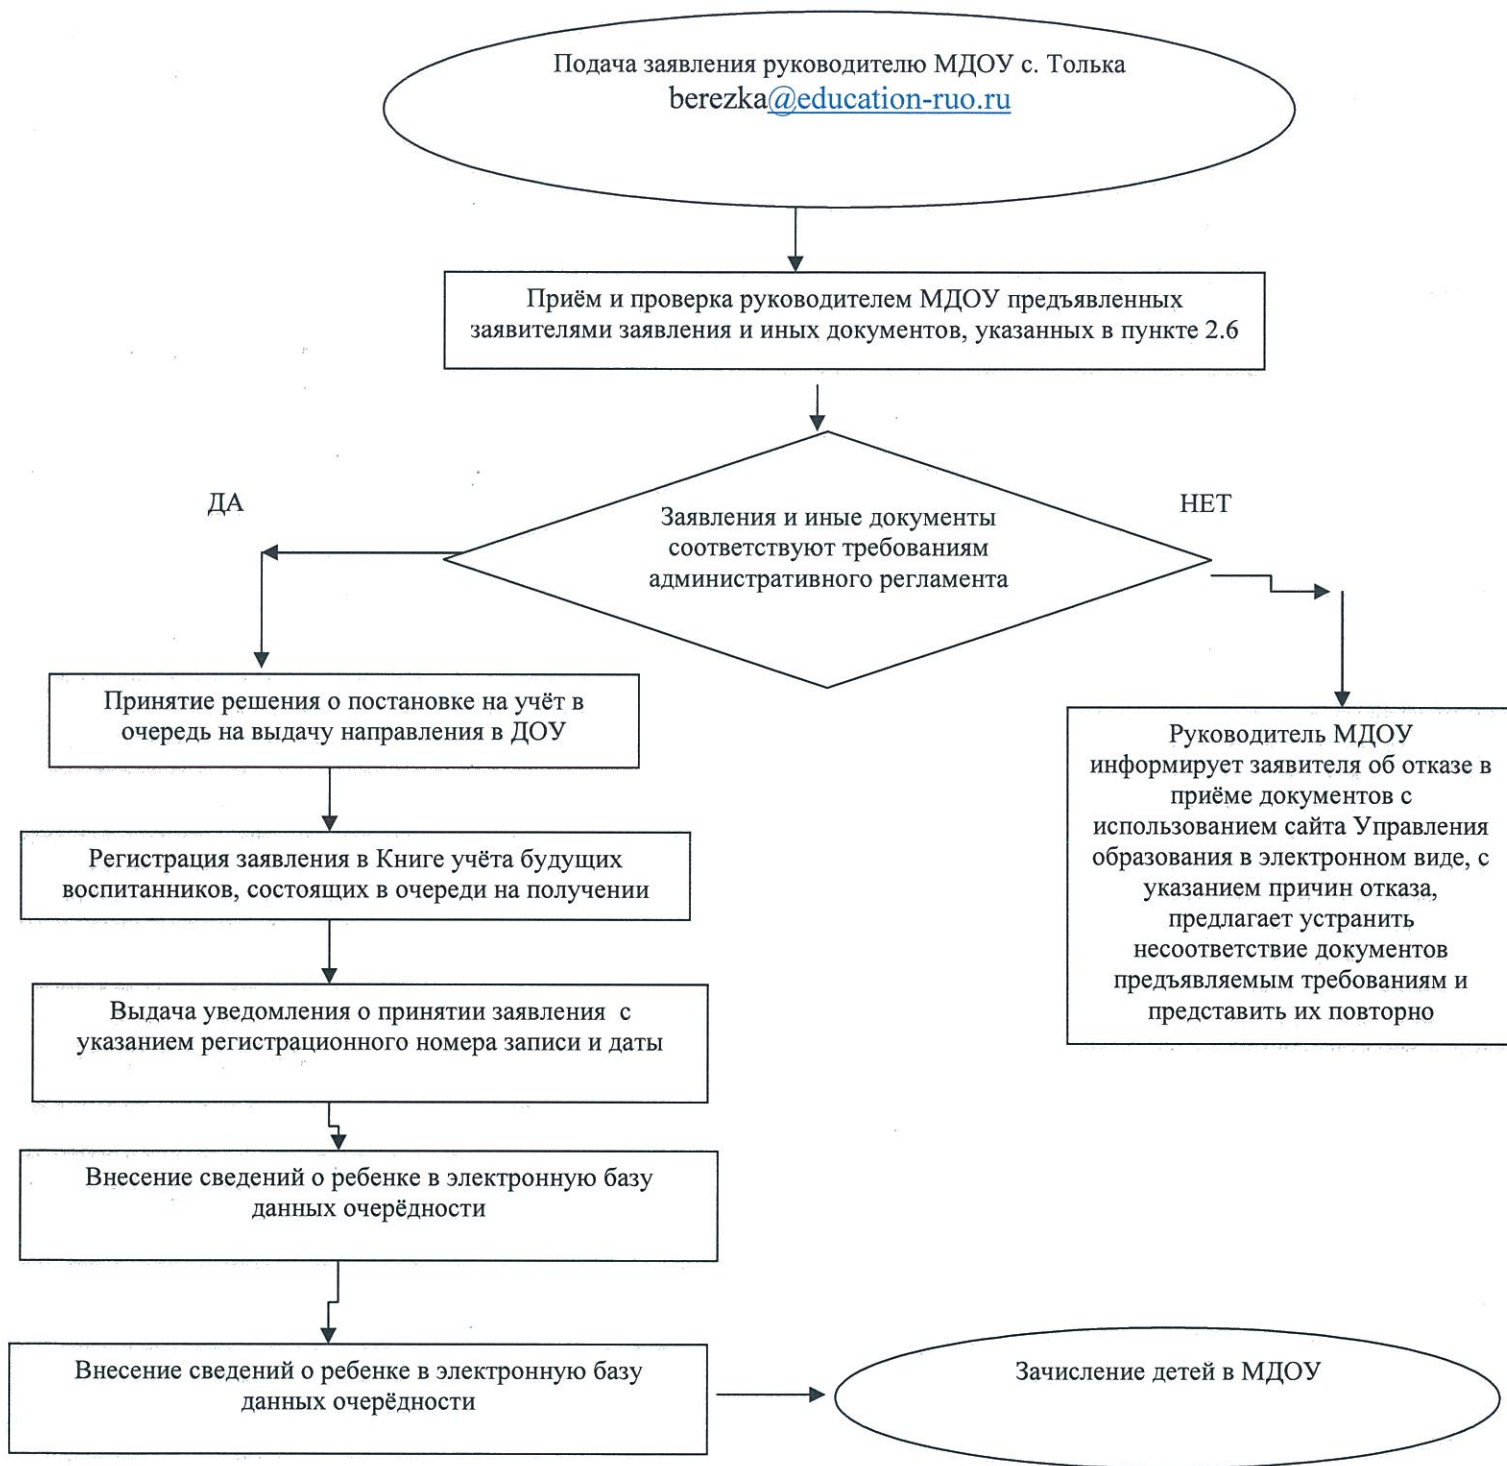 Подача заявления руководителю МДОУ с. Толька
berezka@education-ruo.ru
Приём и проверка руководителем МДОУ предъявленных
заявителями заявления и иных документов, указанных в пункте 2.6
ДА
НЕТ
Заявления и иные документы
соответствуют требованиям
административного регламента
Принятие решения о постановке на учёт в
очередь на выдачу направления в ДОУ
Руководитель МДОУ
информирует заявителя об отказе в
приёме документов с
использованием сайта Управления
образования в электронном виде, с
указанием причин отказа,
предлагает устранить
несоответствие документов
предъявляемым требованиям и
представить их повторно
Регистрация заявления в Книге учёта будущих
воспитанников, состоящих в очереди на получении
Выдача уведомления о принятии заявления с
указанием регистрационного номера записи и даты
Внесение сведений о ребенке в электронную базу
данных очерёдности
Внесение сведений о ребенке в электронную базу
данных очерёдности
Зачисление детей в МДОУ